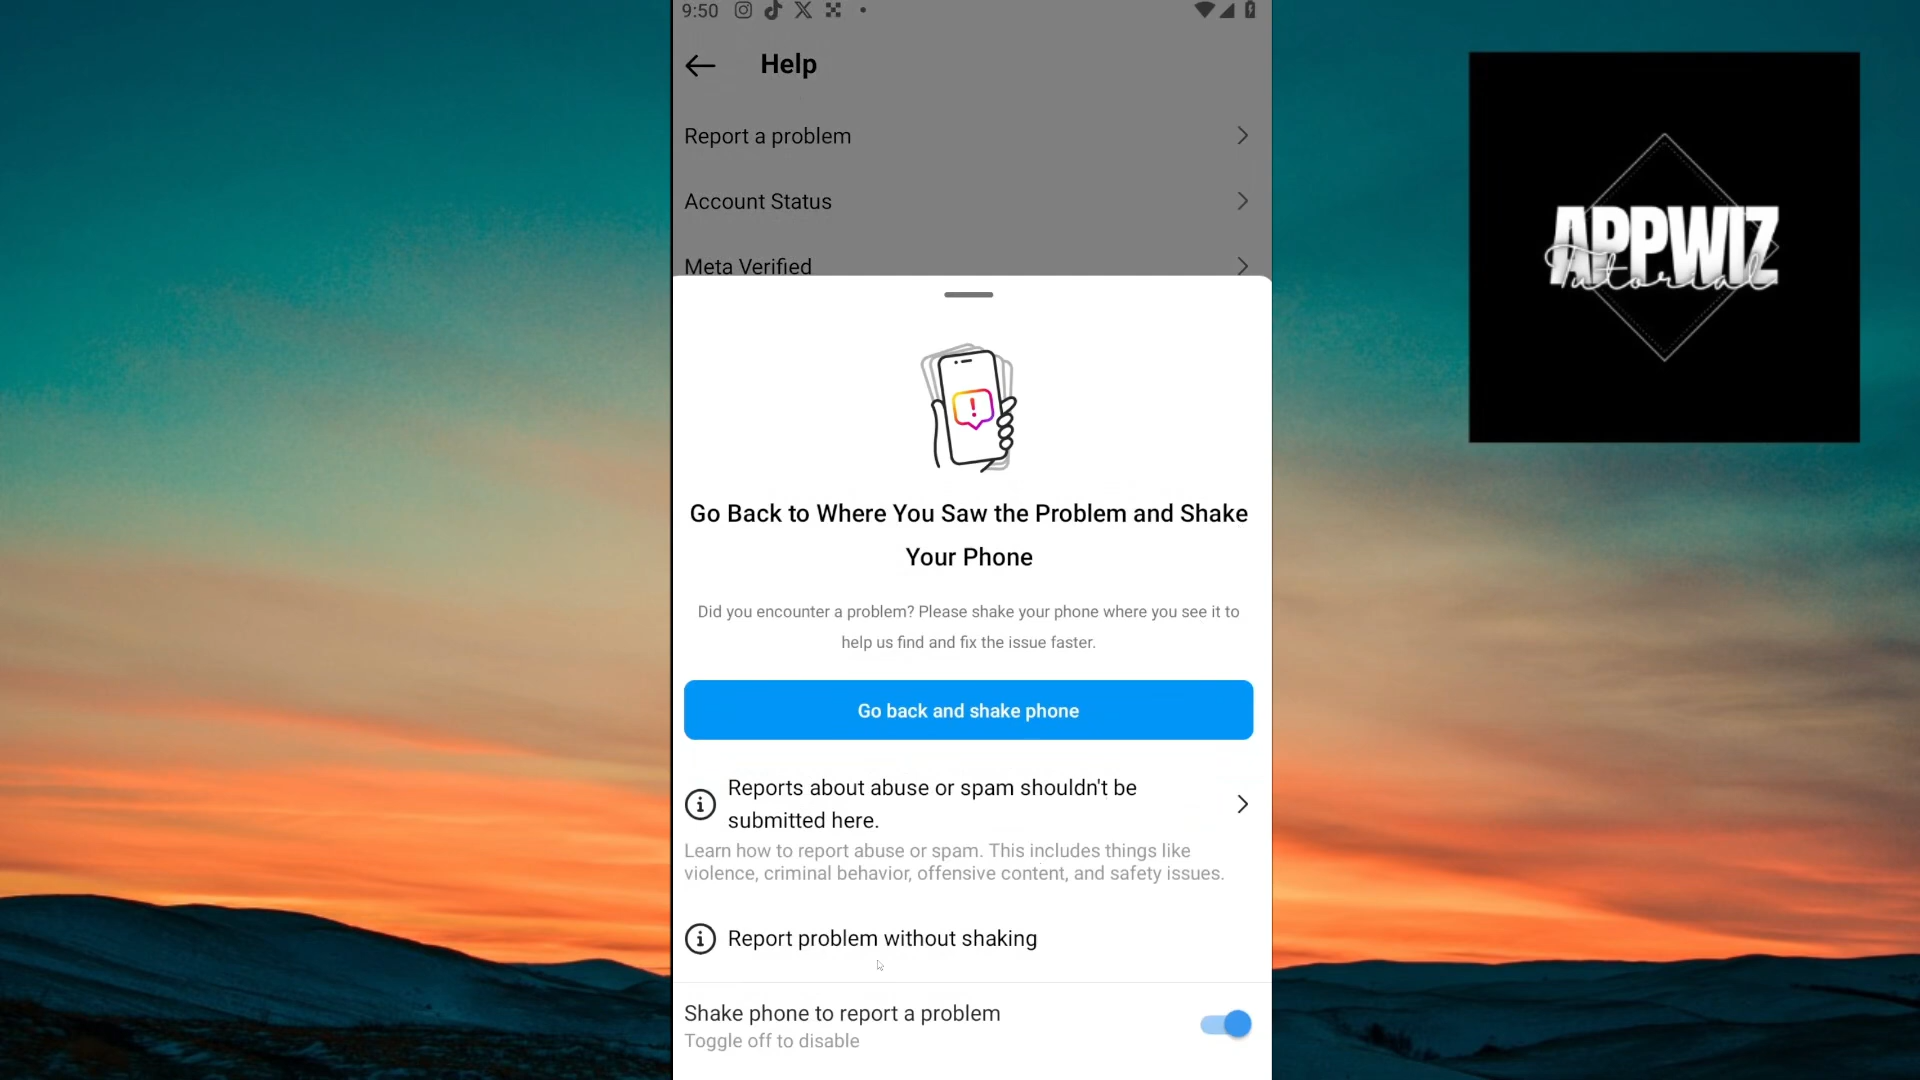 9:50
Help
Report a problem
Account Status
Meta Verified
Go Back to Where You Saw the Problem and Shake
Your Phone
Did you encounter a problem? Please shake your phone where you see it to
help us find and fix the issue faster.
Go back and shake phone
Reports about abuse or spam shouldn't be
submitted here.
Learn how to report abuse or spam. This includes things like
violence, criminal behavior, offensive content, and safety issues.
Report problem without shaking
Shake phone to report a problem
Toggle off to disable
APPWIZ
Tutorial